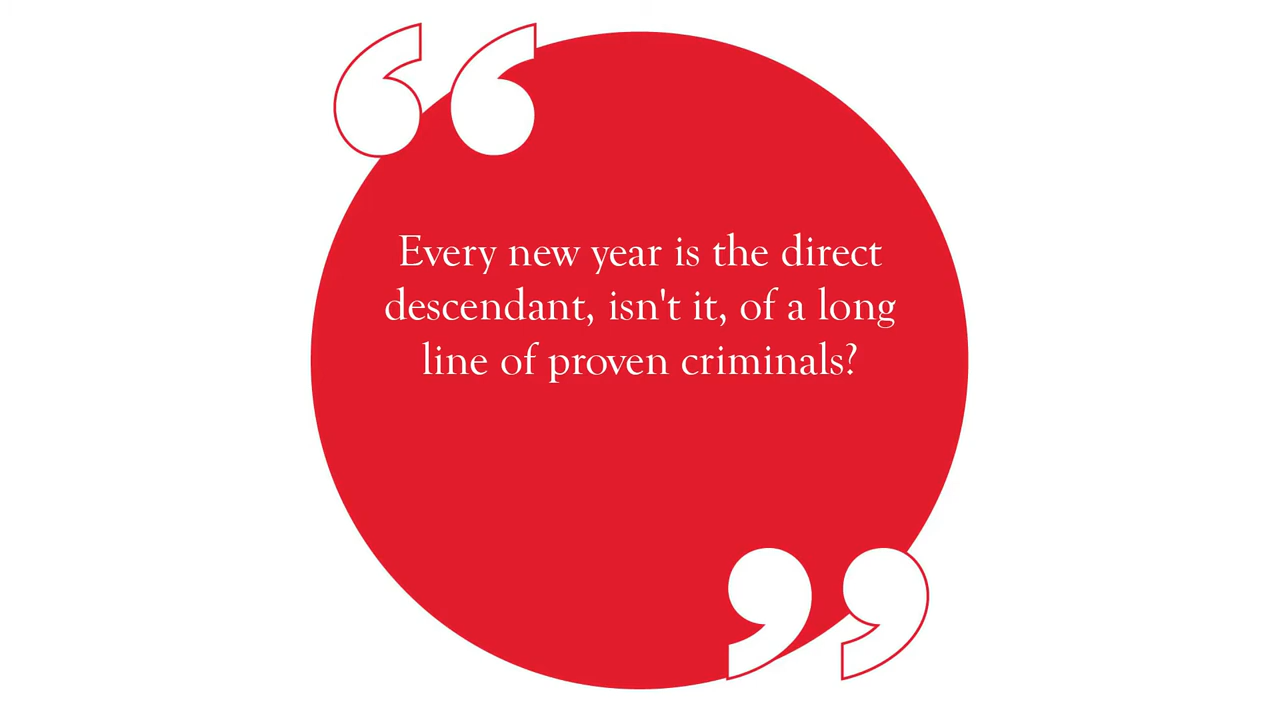 “
Every new year is the direct
descendant, isn't it, of a long
line of proven criminals?
”